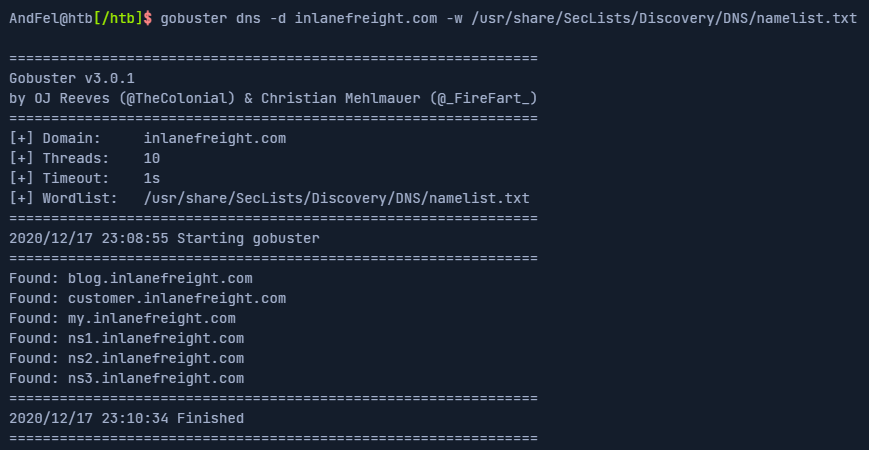 AndFel@htb[/htb]$ gobuster dns -d inlanefreight.com -w /usr/share/SecLists/Discovery/DNS/namelist.txt
===============================================================
Gobuster v3.0.1
by OJ Reeves (@TheColonial) & Christian Mehlmauer (@_FireFart_)
===============================================================
[+] Domain:     inlanefreight.com
[+] Threads:    10
[+] Timeout:    1s
[+] Wordlist:   /usr/share/SecLists/Discovery/DNS/namelist.txt
===============================================================
2020/12/17 23:08:55 Starting gobuster
===============================================================
Found: blog.inlanefreight.com
Found: customer.inlanefreight.com
Found: my.inlanefreight.com
Found: ns1.inlanefreight.com
Found: ns2.inlanefreight.com
Found: ns3.inlanefreight.com
===============================================================
2020/12/17 23:10:34 Finished
===============================================================